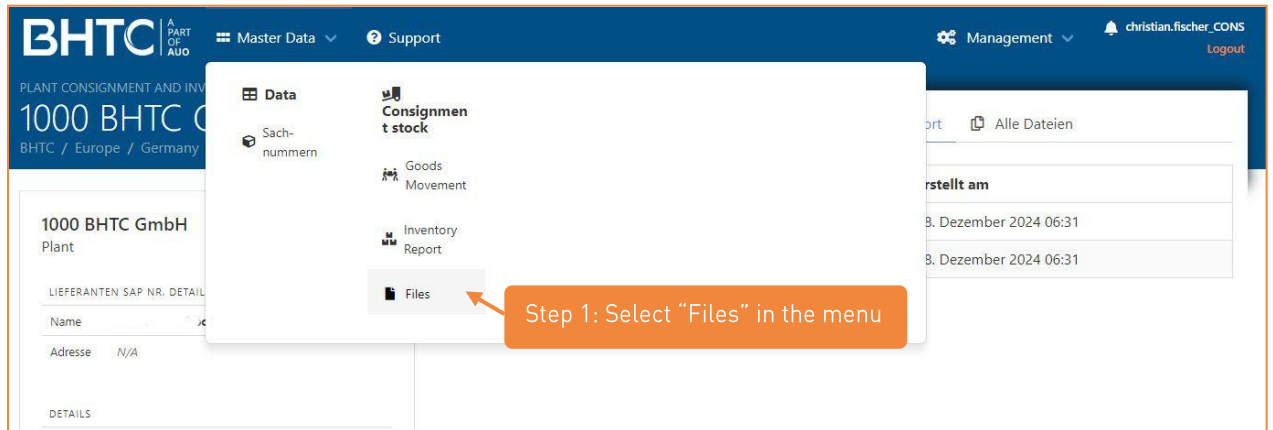 BHTC
A
PART
OF
AUO
Master Data
Support
Management
christian.fischer_CONS
Logout
PLANT CONSIGNMENT AND INV
1000 BHTC
BHTC / Europe / Germany
Data
Sach-
nummern
Consignmen
t stock
Goods
Movement
Inventory
Report
Files
Step 1: Select “Files” in the menu
ort
Alle Dateien
rstellt am
8. Dezember 2024 06:31
8. Dezember 2024 06:31
1000 BHTC GmbH
Plant
LIEFERANTEN SAP NR. DETAIL
Name
Adresse N/A
DETAILS